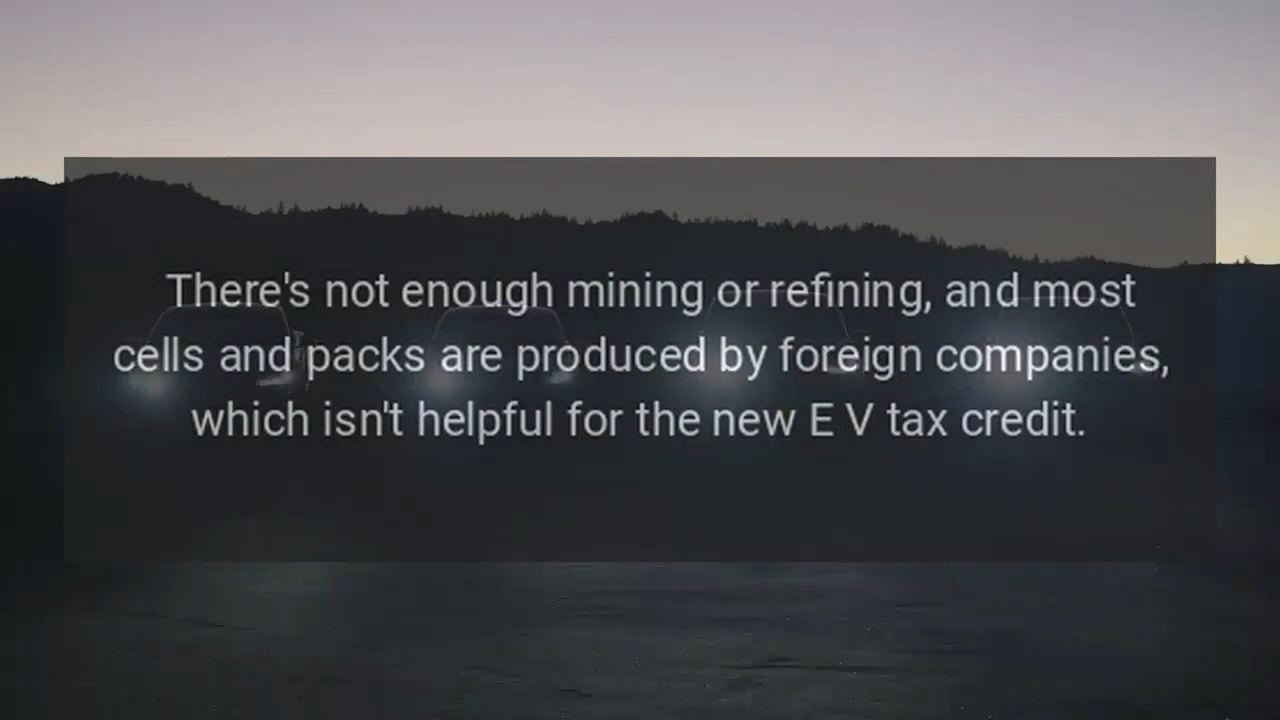 There's not enough mining or refining, and most
cells and packs are produced by foreign companies,
which isn't helpful for the new E V tax credit.